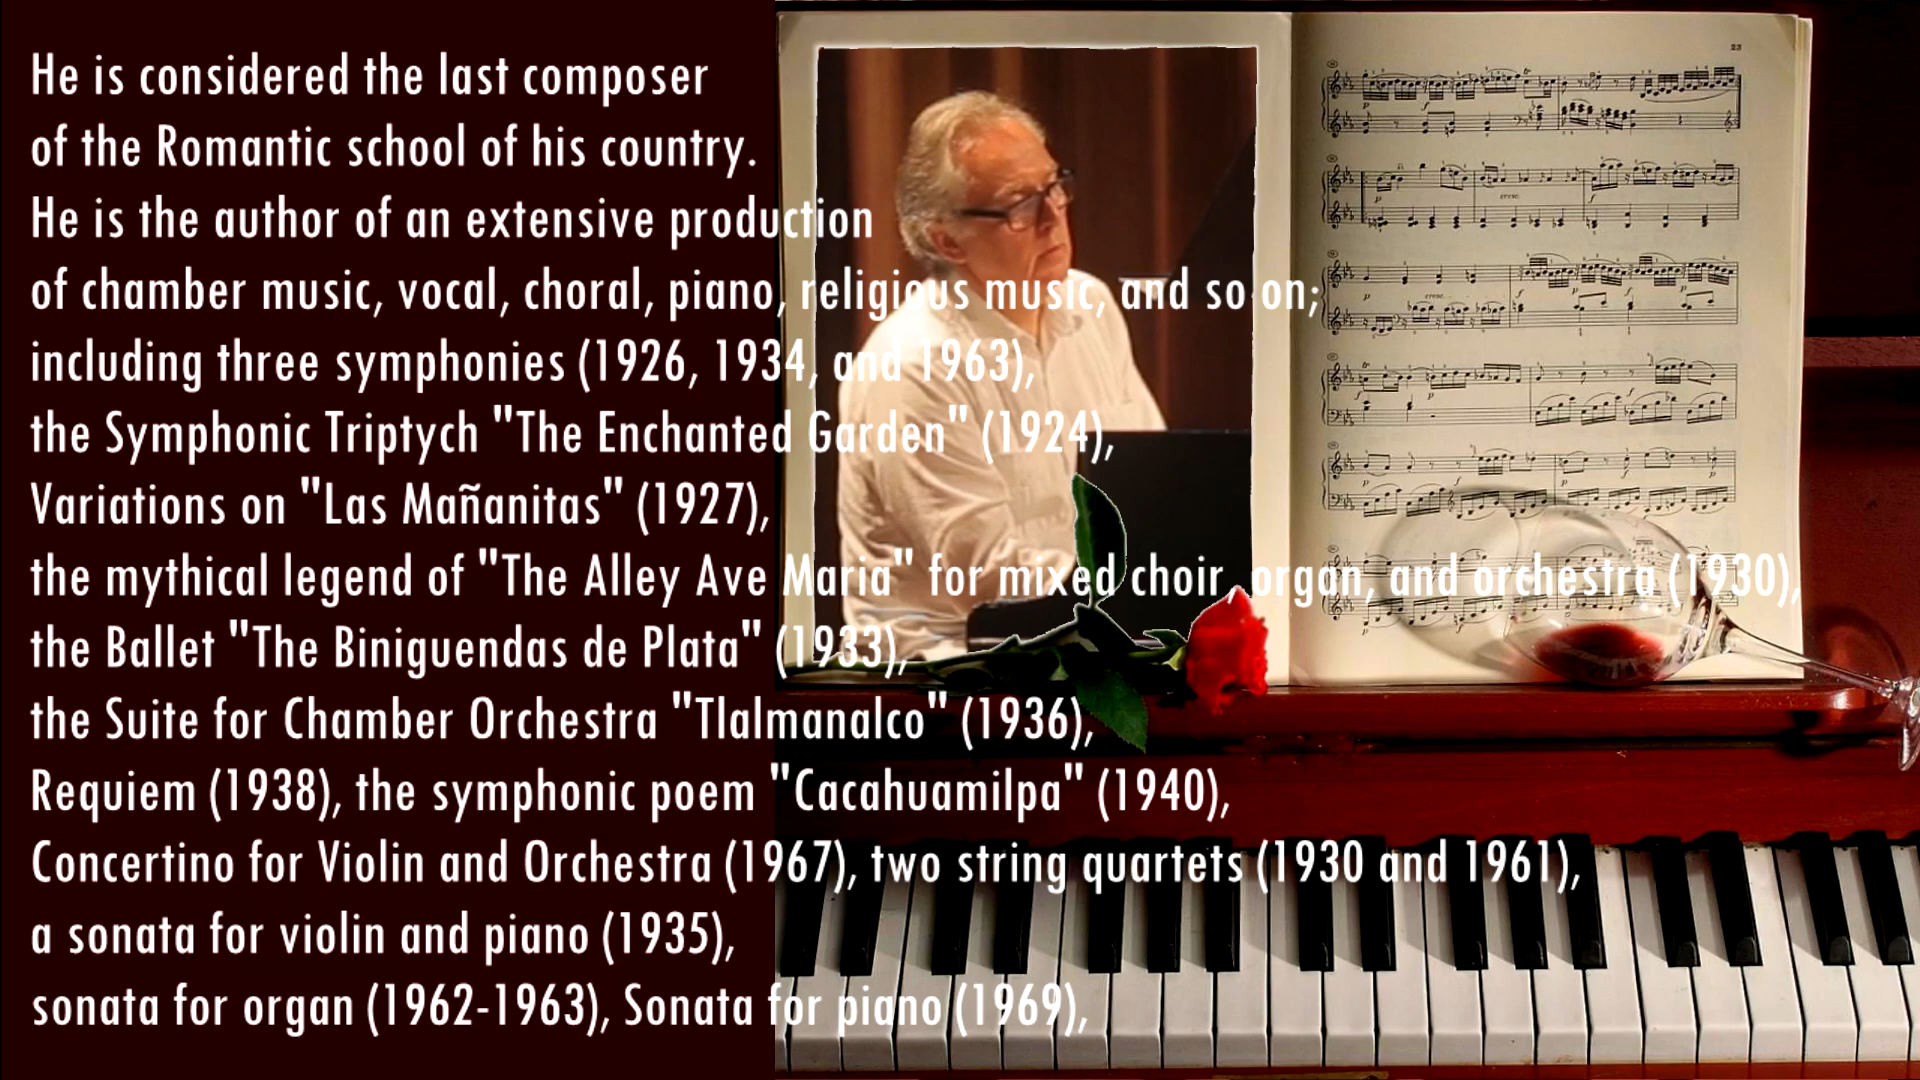 He is considered the last composer
of the Romantic school of his country.
He is the author of an extensive production
of chamber music, vocal, choral, piano, religious music, and so on;
including three symphonies (1926, 1934, and 1963),
the Symphonic Triptych "The Enchanted Garden" (1924),
Variations on "Las Mañanitas" (1927),
the mythical legend of "The Alley Ave Maria" for mixed choir, organ, and orchestra (1930),
the Ballet "The Biniguendas de Plata" (1933),
the Suite for Chamber Orchestra "Tlalmanalco" (1936),
Requiem (1938), the symphonic poem "Cacahuamilpa" (1940),
Concertino for Violin and Orchestra (1967), two string quartets (1930 and 1961),
a sonata for violin and piano (1935),
sonata for organ (1962-1963), Sonata for piano (1969),
23
cresc.
cresc.